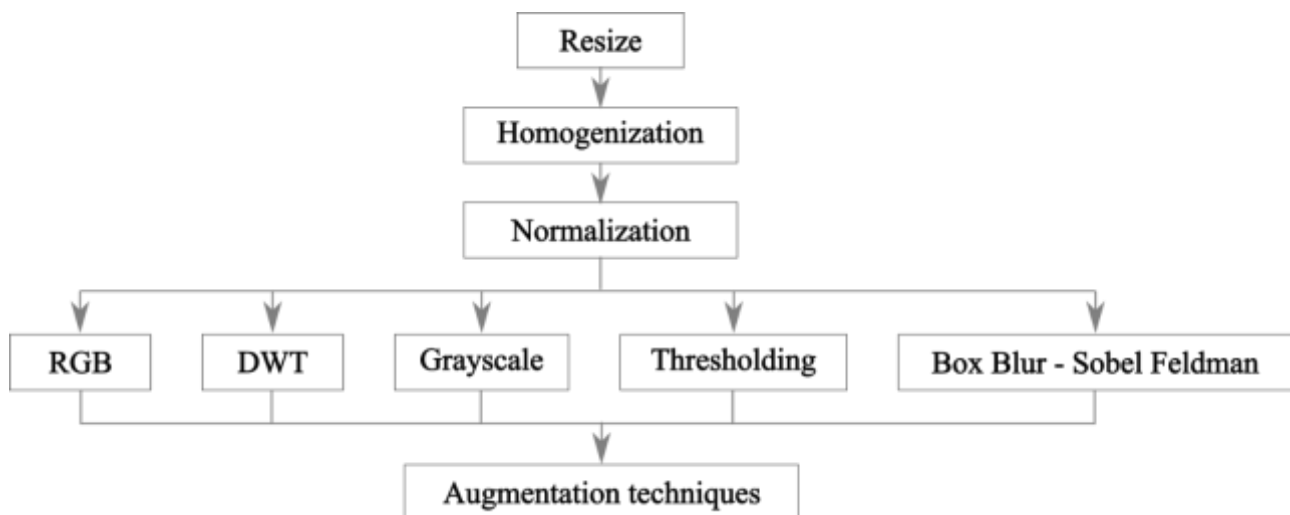 Resize
Homogenization
Normalization
RGB
DWT
Grayscale
Thresholding
Box Blur - Sobel Feldman
Augmentation techniques